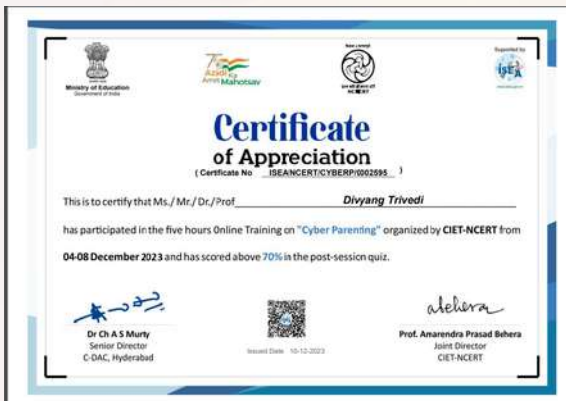 Ministry of Education
Government of India
Azadi Ka
Amrit Mahotsav
NCERT
Supported by
Certificate
of Appreciation
( Certificate No ISEA/NCERT/CYBERP/0002595 )
This is to certify that Ms./ Mr./ Dr./Prof Divyang Trivedi
has participated in the five hours Online Training on "Cyber Parenting" organized by CIET-NCERT from
04-08 December 2023 and has scored above 70% in the post-session quiz.
Dr Ch A S Murty
Senior Director
C-DAC, Hyderabad
Issued Date 10-12-2023
Prof. Amarendra Prasad Behera
Joint Director
CIET-NCERT